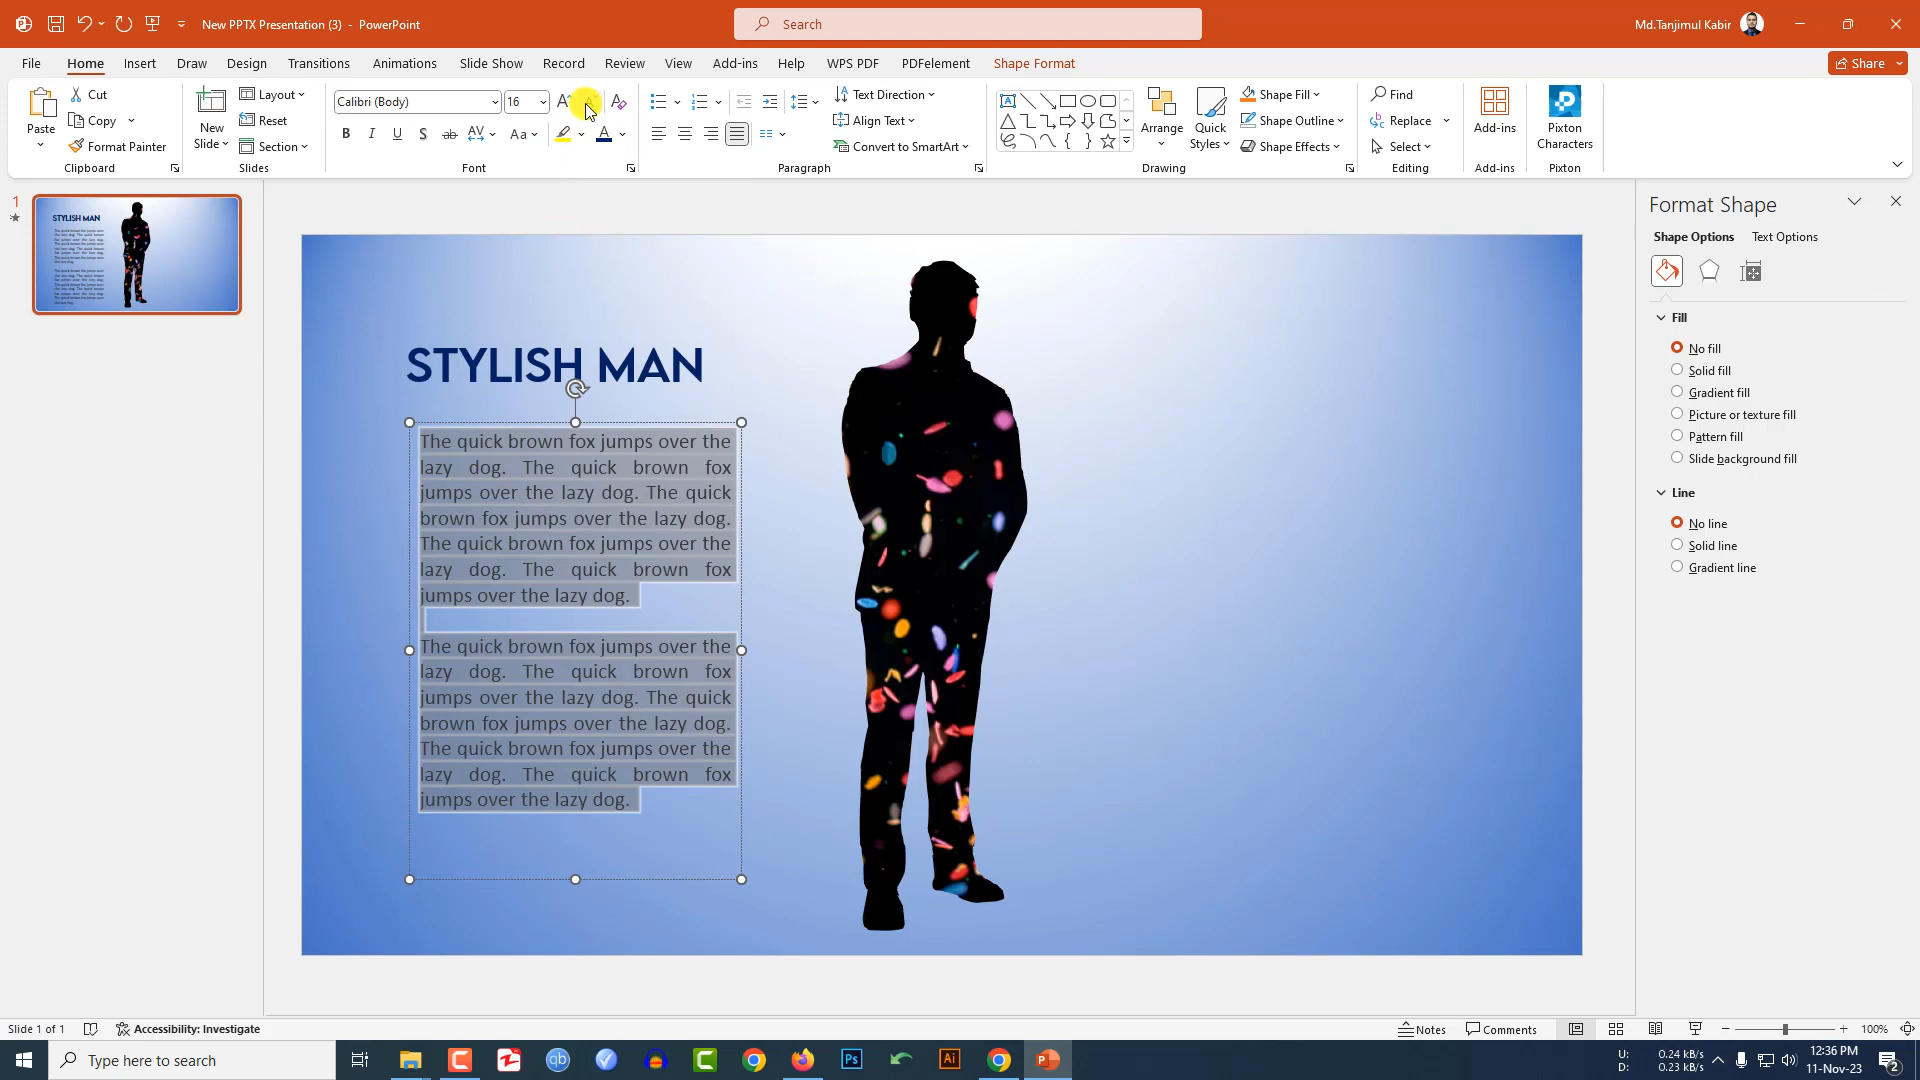 New PPTX Presentation (3) - PowerPoint
Search
Md.Tanjimul Kabir
File Home Insert Draw Design Transitions Animations Slide Show Record Review View Add-ins Help WPS PDF PDFelement Shape Format
Share
Paste
Cut
Copy
Format Painter
Clipboard
New Slide
Layout
Reset
Section
Slides
Calibri (Body)
16
Font
Text Direction
Align Text
Convert to SmartArt
Paragraph
Arrange
Quick Styles
Shape Fill
Shape Outline
Shape Effects
Drawing
Find
Replace
Select
Editing
Add-ins
Add-ins
Pixton Characters
Pixton
1
STYLISH MAN
STYLISH MAN
The quick brown fox jumps over the
lazy dog. The quick brown fox
jumps over the lazy dog. The quick
brown fox jumps over the lazy dog.
The quick brown fox jumps over the
lazy dog. The quick brown fox
jumps over the lazy dog.
The quick brown fox jumps over the
lazy dog. The quick brown fox
jumps over the lazy dog. The quick
brown fox jumps over the lazy dog.
The quick brown fox jumps over the
lazy dog. The quick brown fox
jumps over the lazy dog.
Format Shape
Shape Options Text Options
Fill
No fill
Solid fill
Gradient fill
Picture or texture fill
Pattern fill
Slide background fill
Line
No line
Solid line
Gradient line
Slide 1 of 1
Accessibility: Investigate
Notes
Comments
100%
Type here to search
U: 0.24 kB/s
D: 0.23 kB/s
12:36 PM
11-Nov-23
2